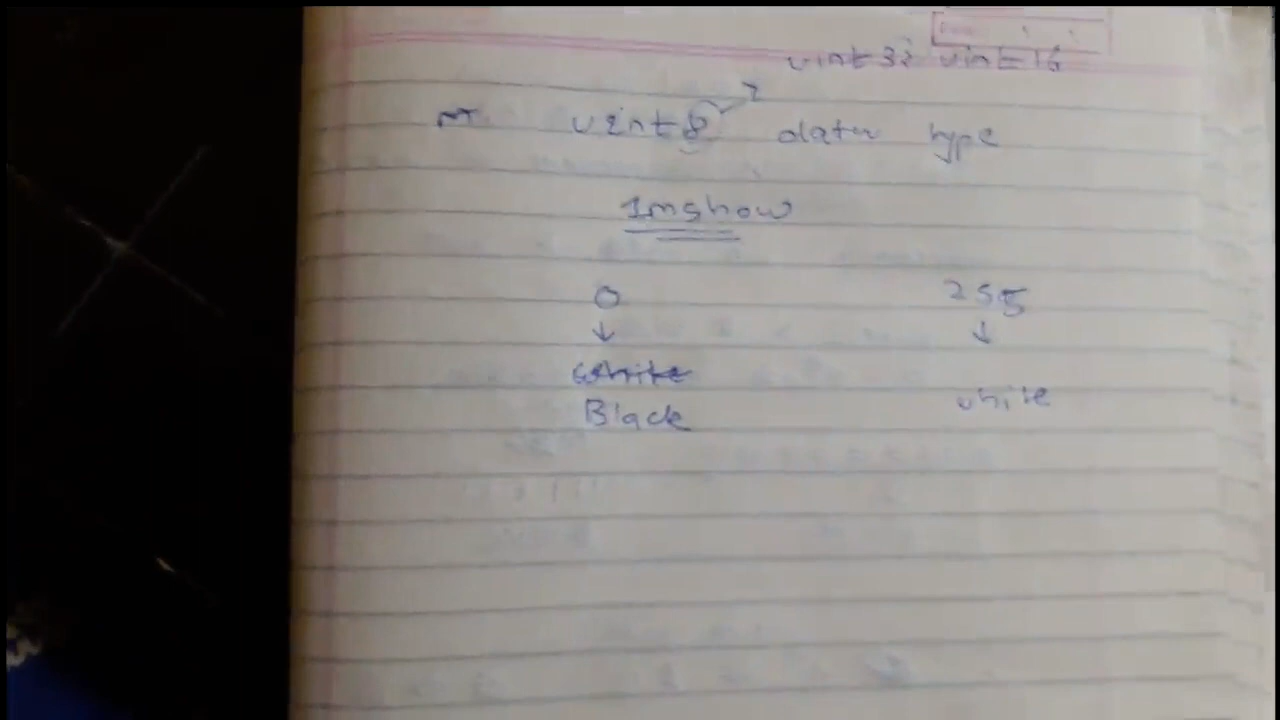 uint32 uint16
uint8 data type
Imshow
0 255
White
Black white